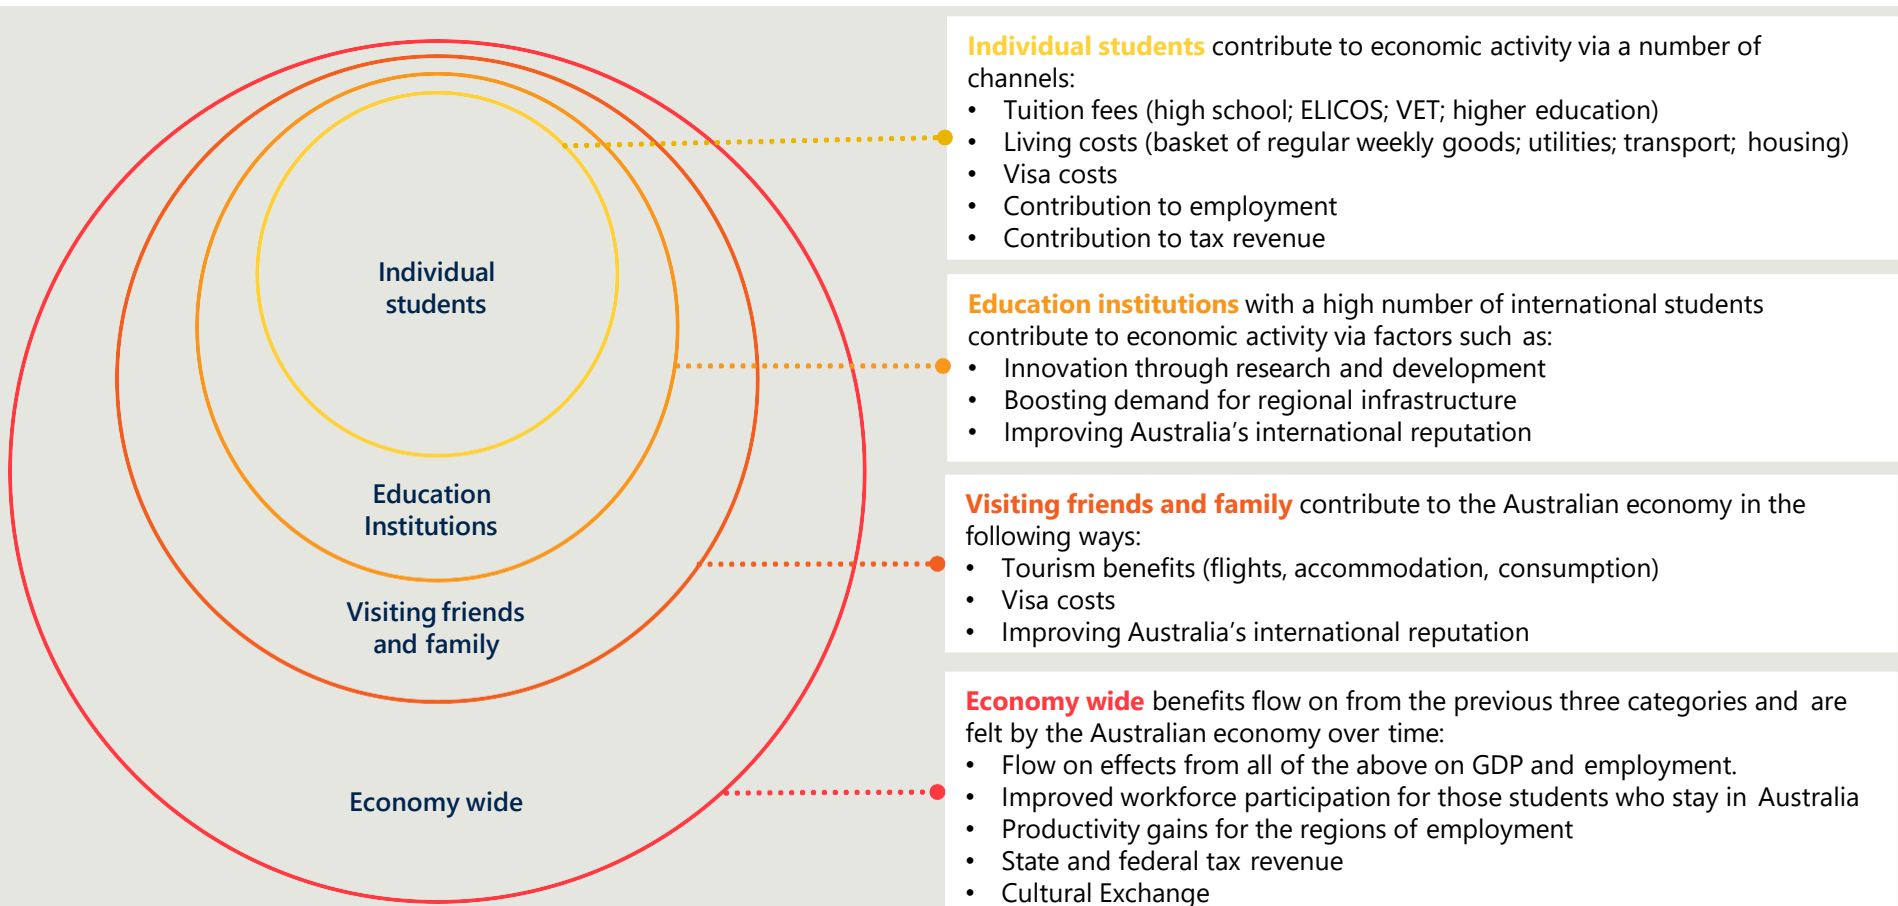 Individual
students
Education
Institutions
Visiting friends
and family
Economy wide
Individual students contribute to economic activity via a number of
channels:
• Tuition fees (high school; ELICOS; VET; higher education)
• Living costs (basket of regular weekly goods; utilities; transport; housing)
• Visa costs
• Contribution to employment
• Contribution to tax revenue
Education institutions with a high number of international students
contribute to economic activity via factors such as:
• Innovation through research and development
• Boosting demand for regional infrastructure
• Improving Australia’s international reputation
Visiting friends and family contribute to the Australian economy in the
following ways:
• Tourism benefits (flights, accommodation, consumption)
• Visa costs
• Improving Australia’s international reputation
Economy wide benefits flow on from the previous three categories and are
felt by the Australian economy over time:
• Flow on effects from all of the above on GDP and employment.
• Improved workforce participation for those students who stay in Australia
• Productivity gains for the regions of employment
• State and federal tax revenue
• Cultural Exchange